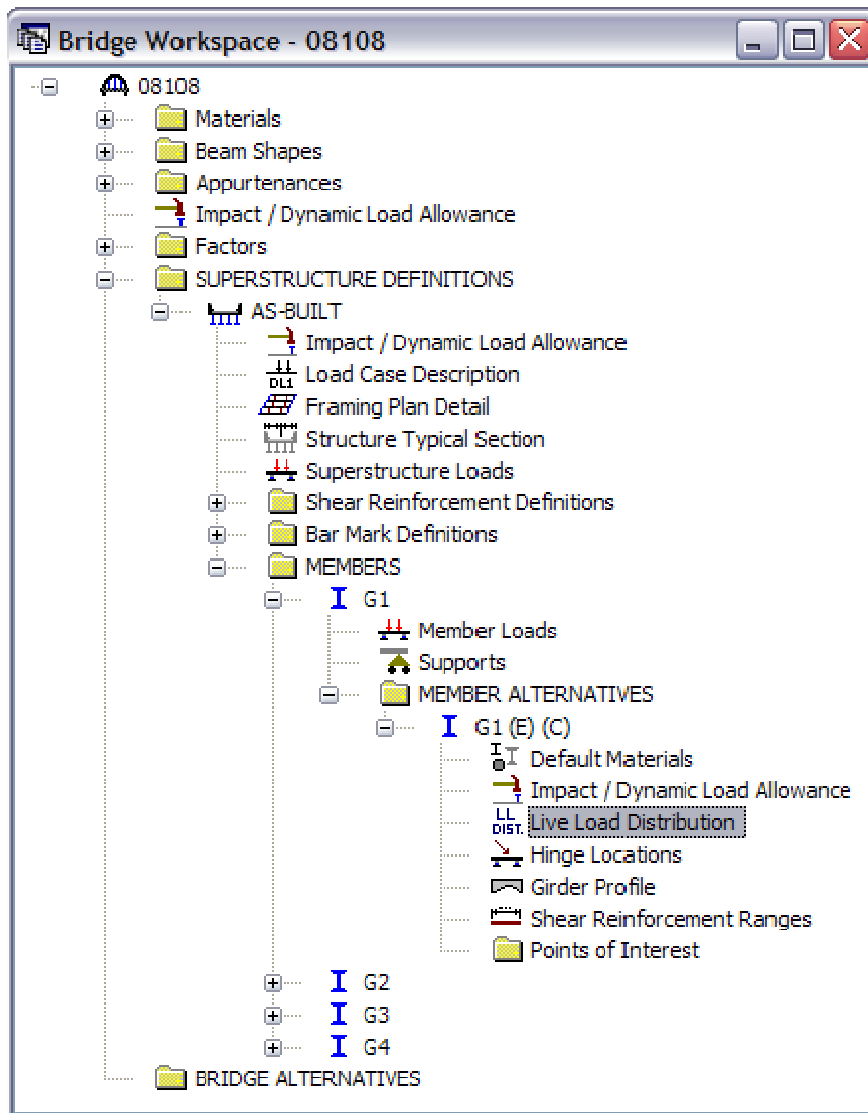 Bridge Workspace - 08108
08108
Materials
Beam Shapes
Appurtenances
Impact / Dynamic Load Allowance
Factors
SUPERSTRUCTURE DEFINITIONS
AS-BUILT
Impact / Dynamic Load Allowance
DL1 Load Case Description
Framing Plan Detail
Structure Typical Section
Superstructure Loads
Shear Reinforcement Definitions
Bar Mark Definitions
MEMBERS
G1
Member Loads
Supports
MEMBER ALTERNATIVES
G1 (E) (C)
Default Materials
Impact / Dynamic Load Allowance
LL DIST. Live Load Distribution
Hinge Locations
Girder Profile
Shear Reinforcement Ranges
Points of Interest
G2
G3
G4
BRIDGE ALTERNATIVES